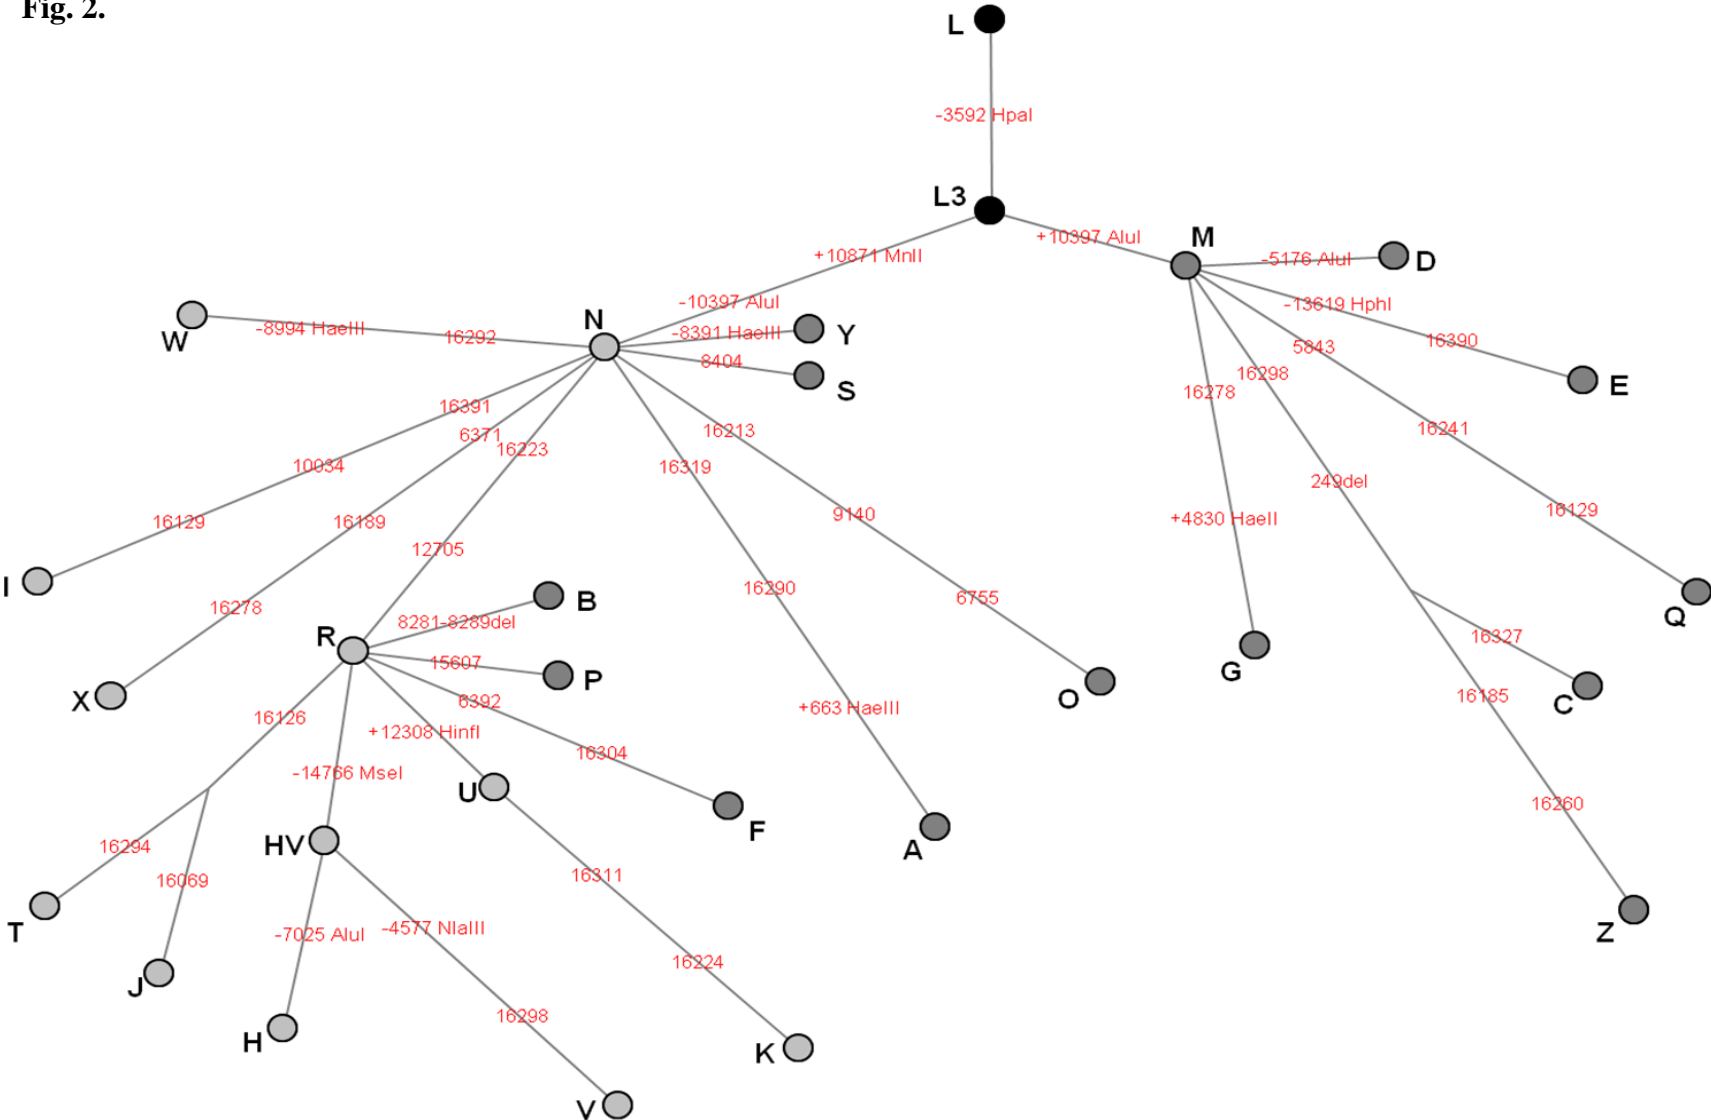 Fig. 2.
L
-3592 HpaI
L3
+10397 AluI
M
-5176 AluI
D
+10871 MnlI
-10397 AluI
-13619 HphI
W
-8994 HaeIII
16292
N
-8391 HaeIII
Y
8404
S
5843
16390
E
16298
16278
16391
6371
16223
16213
16241
10034
16319
249del
16129
16189
9140
+4830 HaeII
16129
12705
I
16278
B
16290
6755
Q
8281-8289del
R
15607
P
16327
G
X
6392
O
16185
C
16126
+12308 HinfI
+663 HaeIII
16304
-14766 MseI
U
F
16260
16294
HV
A
16069
16311
T
-7025 AluI
-4577 NlaIII
Z
16224
J
16298
H
K
V